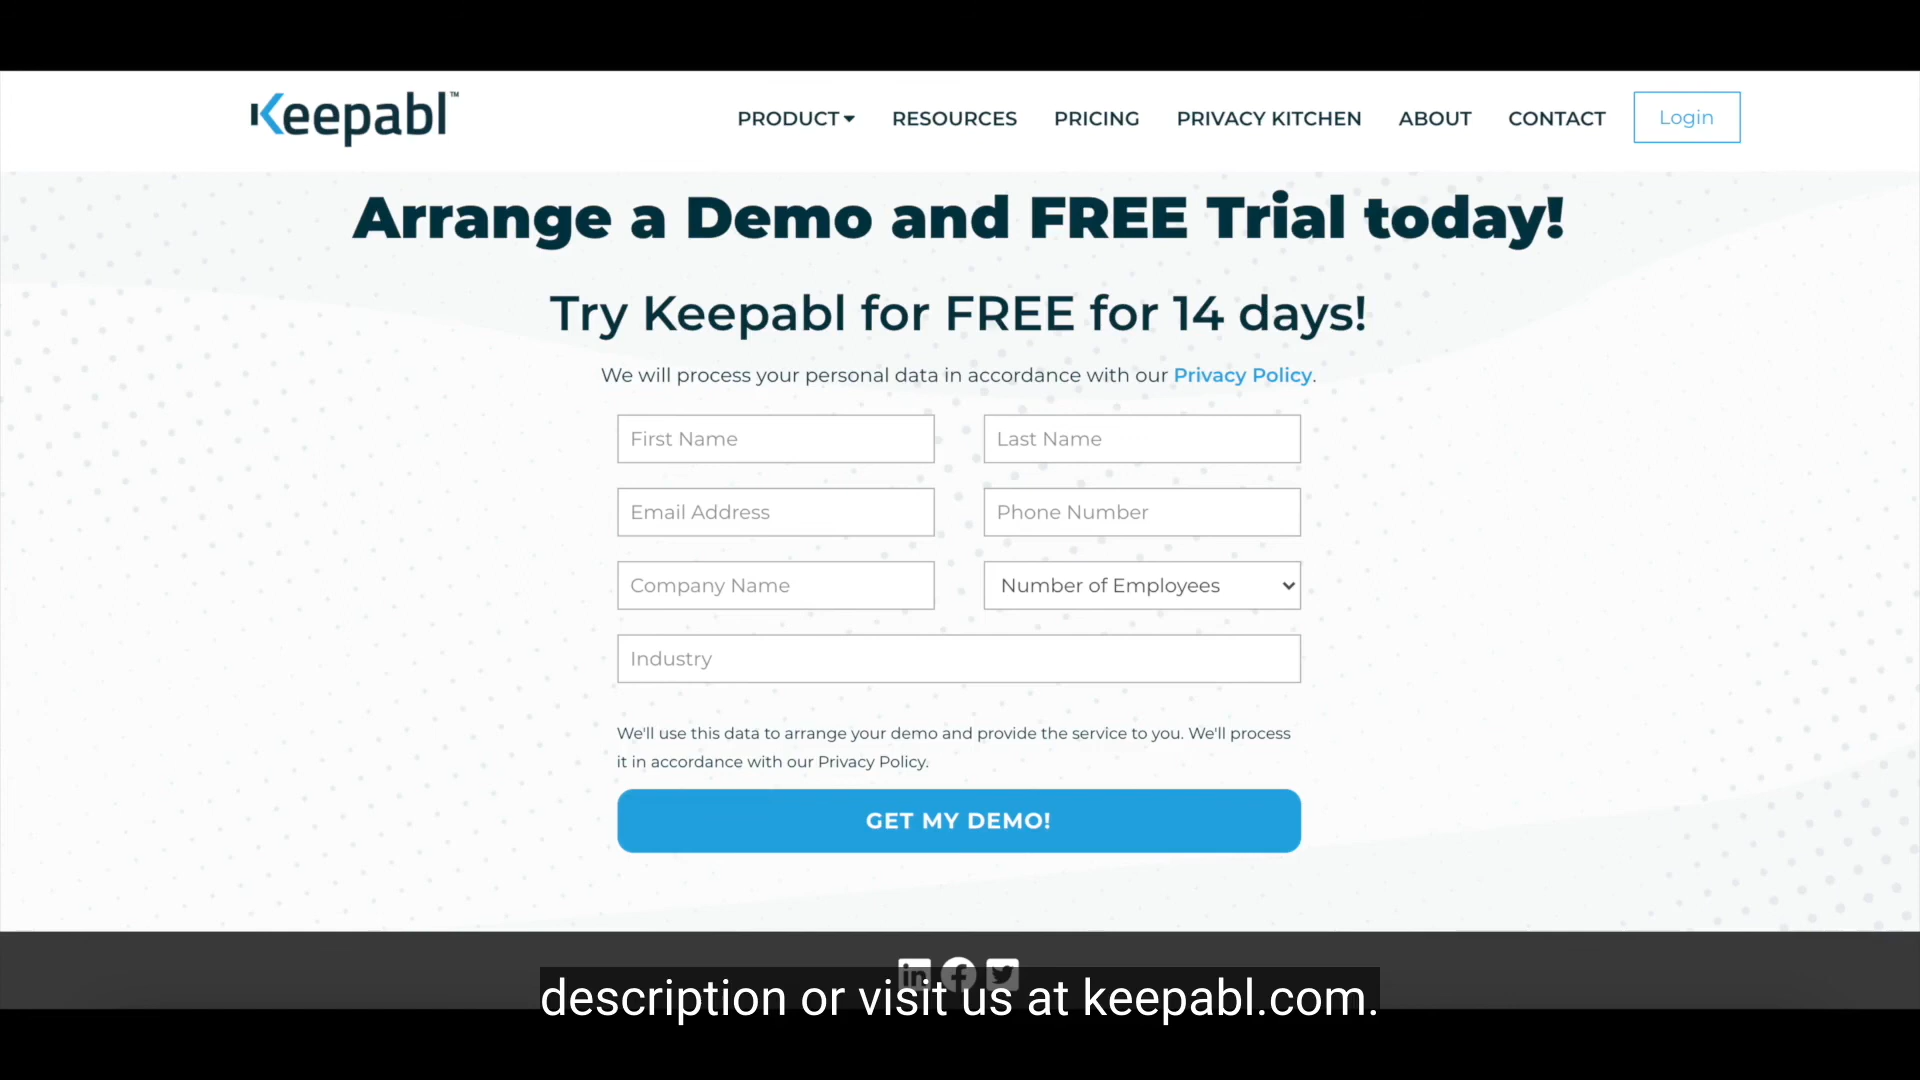 Keepabl™
PRODUCT RESOURCES PRICING PRIVACY KITCHEN ABOUT CONTACT Login
Arrange a Demo and FREE Trial today!
Try Keepabl for FREE for 14 days!
We will process your personal data in accordance with our Privacy Policy.
First Name Last Name
Email Address Phone Number
Company Name Number of Employees
Industry
We'll use this data to arrange your demo and provide the service to you. We'll process
it in accordance with our Privacy Policy.
GET MY DEMO!
description or visit us at keepabl.com.